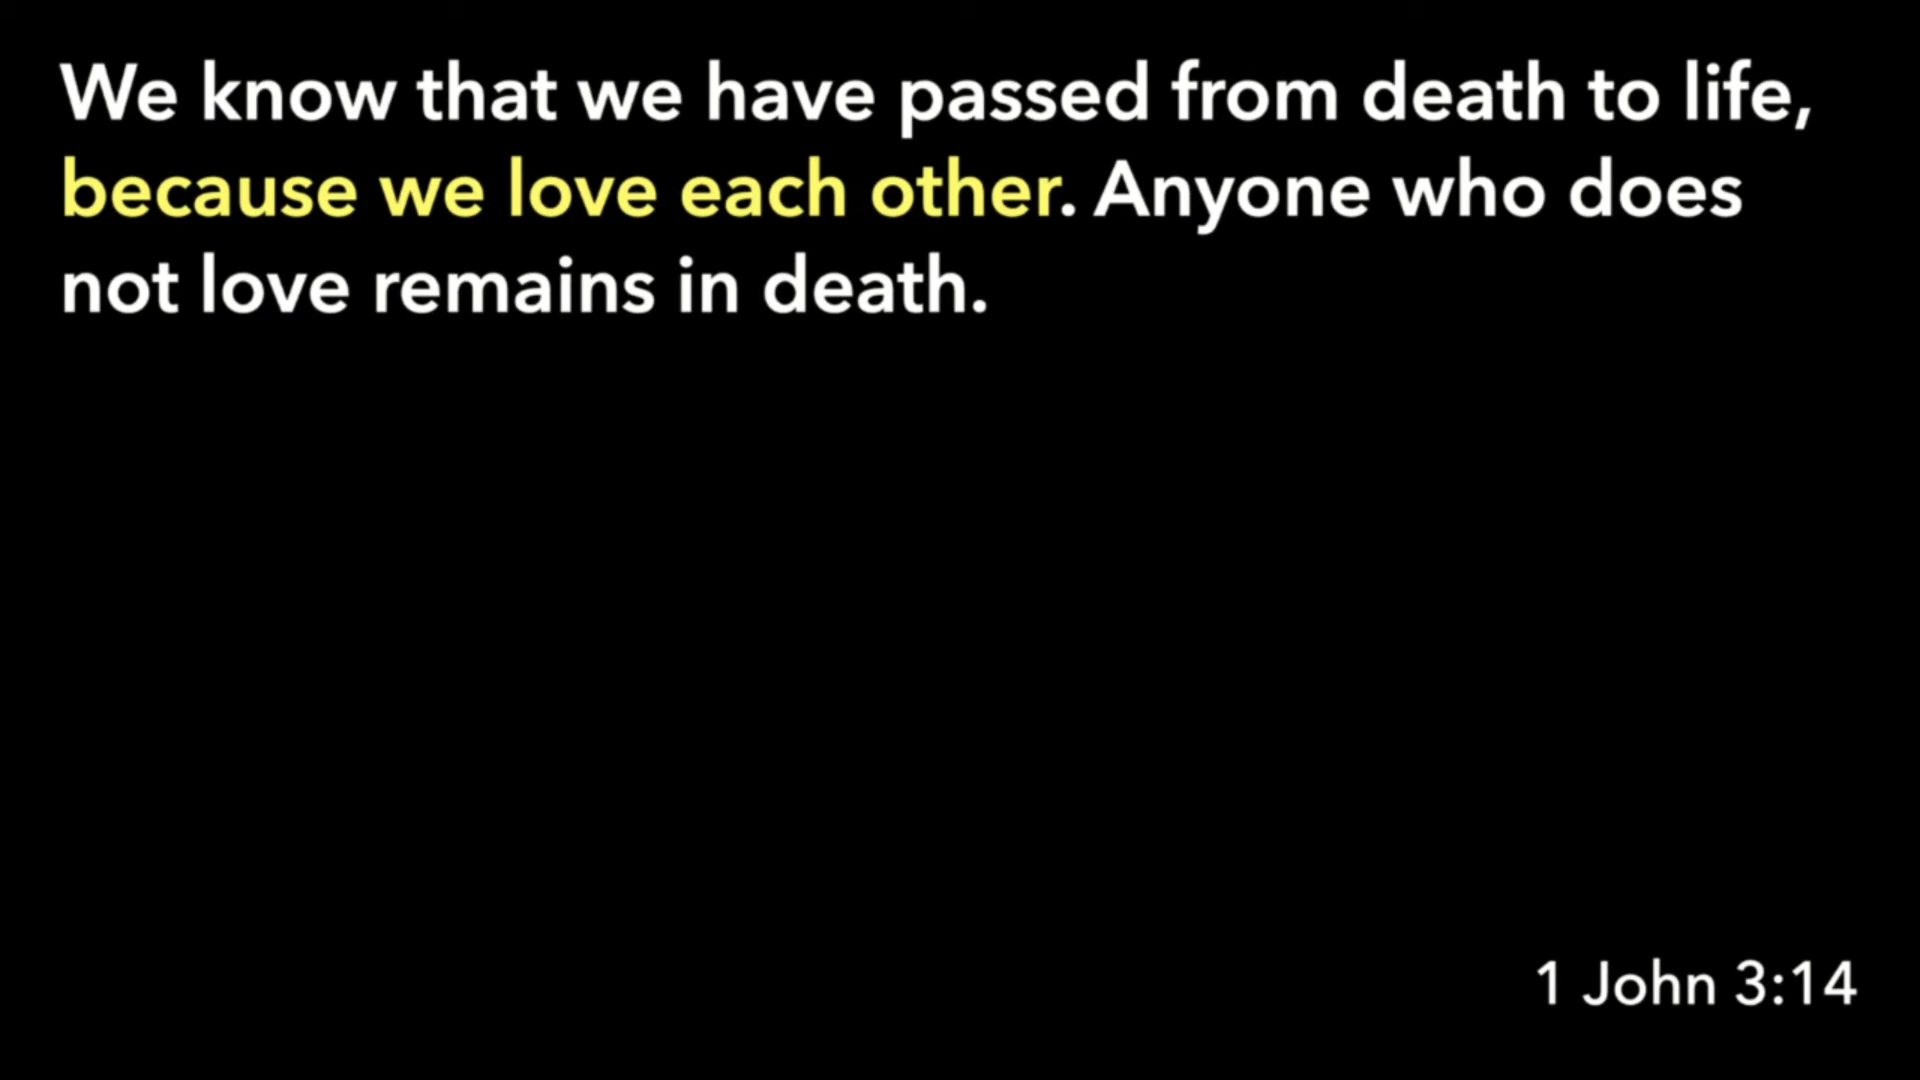 We know that we have passed from death to life,
because we love each other. Anyone who does
not love remains in death.
1 John 3:14